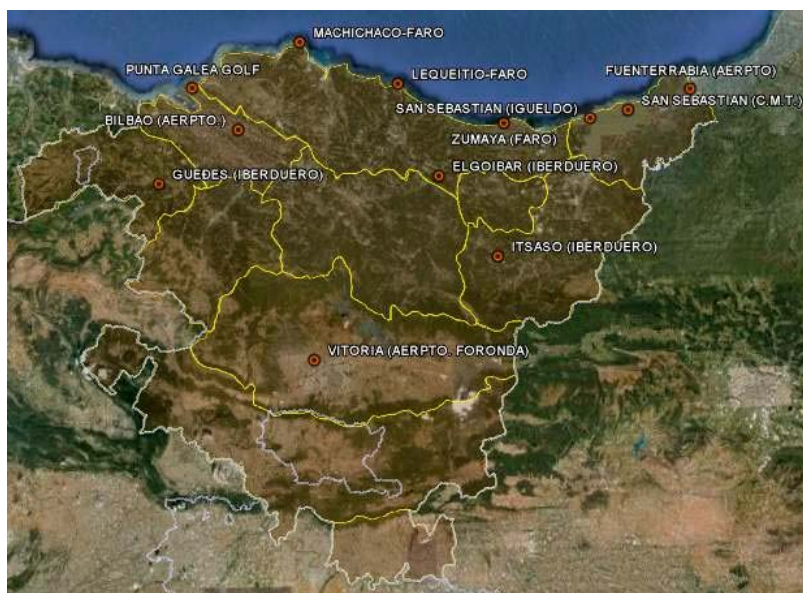 MACHICHACO-FARO
PUNTA GALEA GOLF
LEQUEITIO-FARO
FUENTERRABIA (AERPTO)
BILBAO (AERPTO.)
SAN SEBASTIAN (IGUELDO)
SAN SEBASTIAN (C.M.T.)
ZUMAYA (FARO)
GUEÐES (IBERDUERO)
ELGOIBAR (IBERDUERO)
ITSASO (IBERDUERO)
VITORIA (AERPTO. FORONDA)